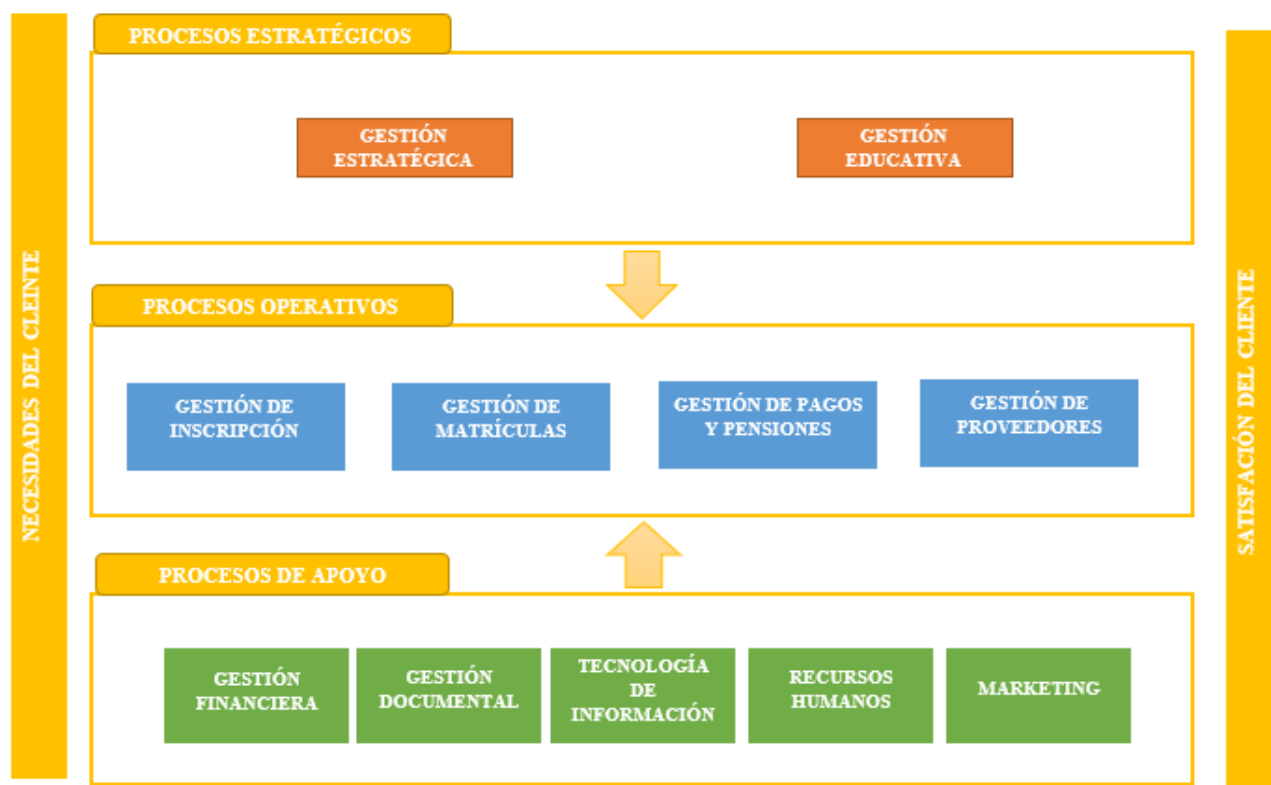 NECESIDADES DEL CLEINTE
PROCESOS ESTRATÉGICOS
GESTIÓN
ESTRATÉGICA
GESTIÓN
EDUCATIVA
PROCESOS OPERATIVOS
GESTIÓN DE
INSCRIPCIÓN
GESTIÓN DE
MATRÍCULAS
GESTIÓN DE PAGOS
Y PENSIONES
GESTIÓN DE
PROVEEDORES
PROCESOS DE APOYO
GESTIÓN
FINANCIERA
GESTIÓN
DOCUMENTAL
TECNOLOGÍA
DE
INFORMACIÓN
RECURSOS
HUMANOS
MARKETING
SATISFACIÓN DEL CLIENTE